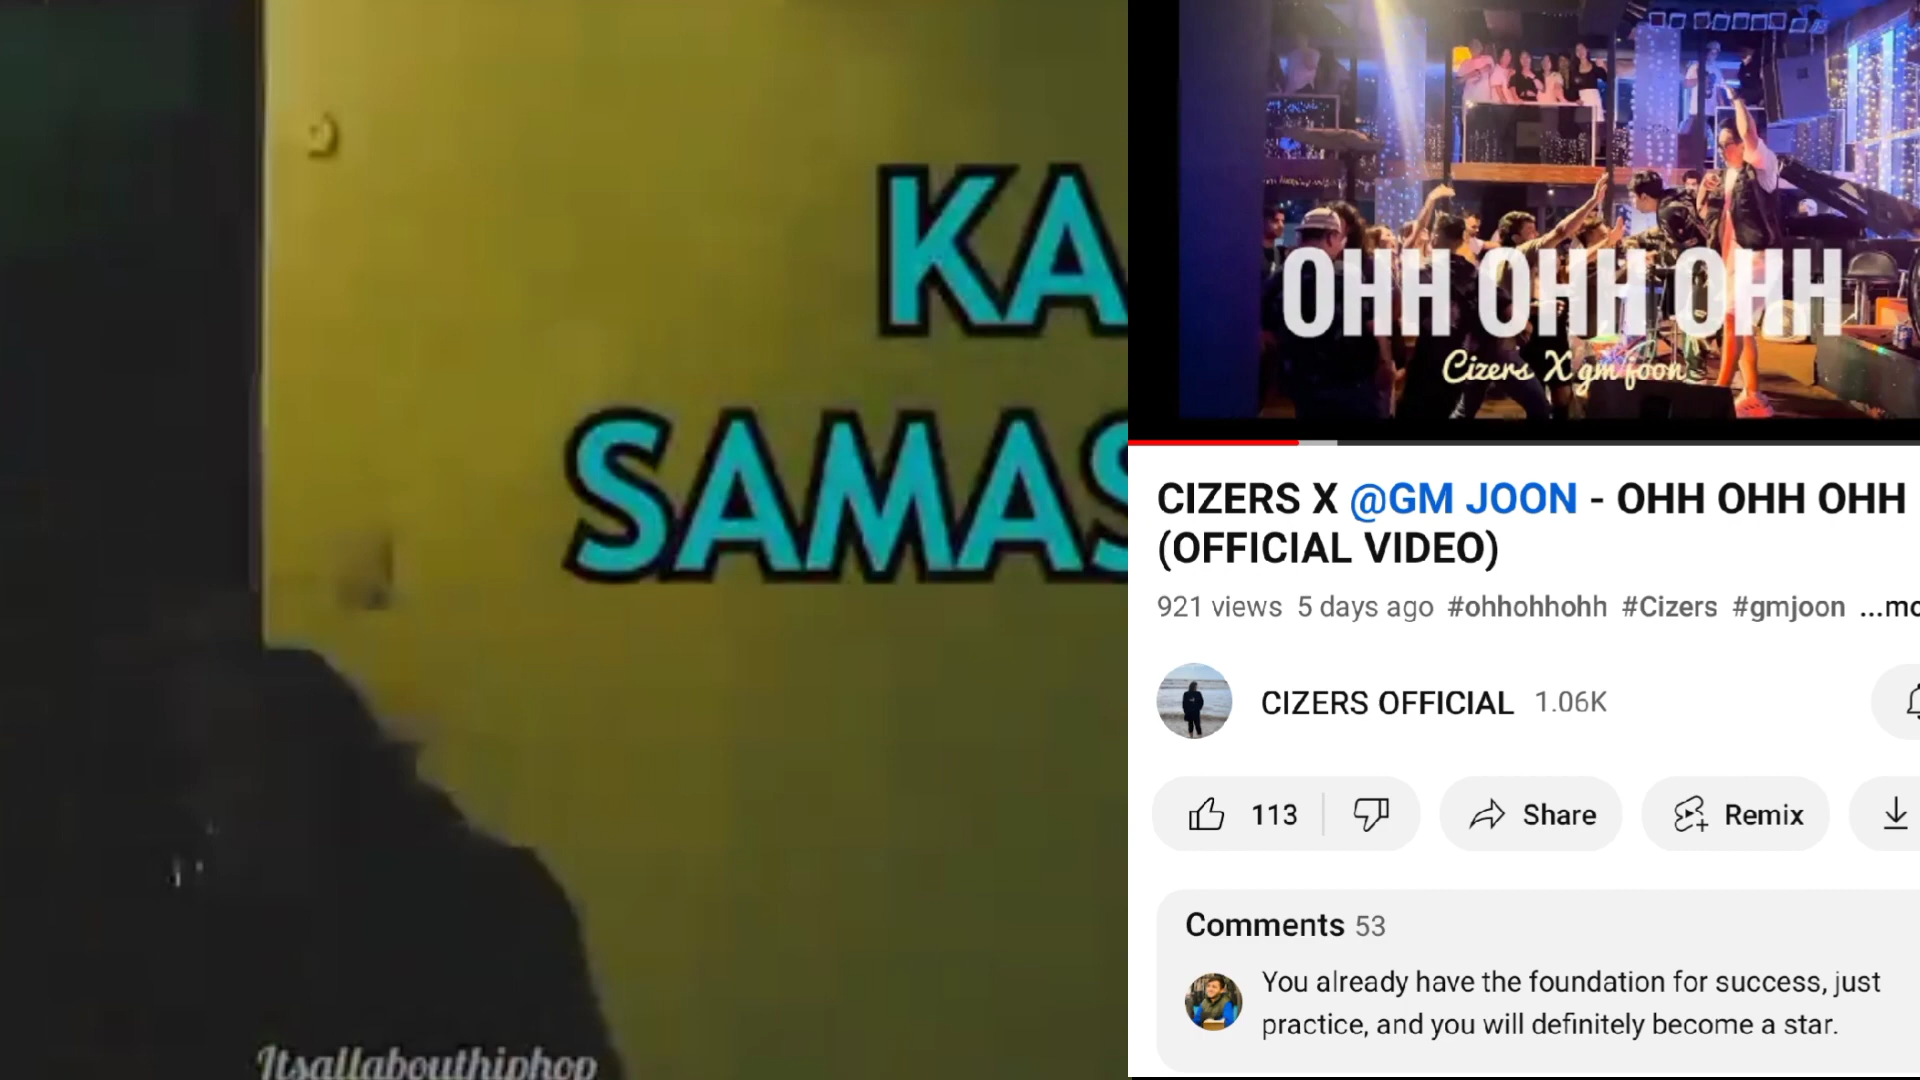 KA
SAMAS
Itsallabouthiphop
OHH OHH OHH
Cizers X gm joon
CIZERS X @GM JOON - OHH OHH OHH
(OFFICIAL VIDEO)
921 views 5 days ago #ohhohhohh #Cizers #gmjoon ...mo
CIZERS OFFICIAL 1.06K
113 Share Remix
Comments 53
You already have the foundation for success, just
practice, and you will definitely become a star.